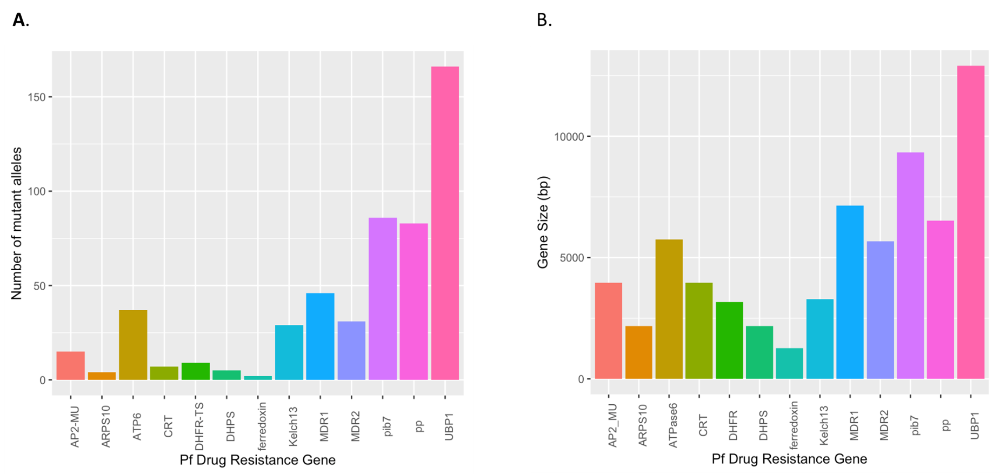 A.
Number of mutant alleles
150
100
50
0
AP2-MU
ARPS10
ATP6
CRT
DHFR-TS
DHPS
ferredoxin
Kelch13
MDR1
MDR2
pib7
pp
UBP1
Pf Drug Resistance Gene
B.
Gene Size (bp)
10000
5000
0
AP2_MU
ARPS10
ATPase6
CRT
DHFR
DHPS
ferredoxin
Kelch13
MDR1
MDR2
pib7
pp
UBP1
Pf Drug Resistance Gene